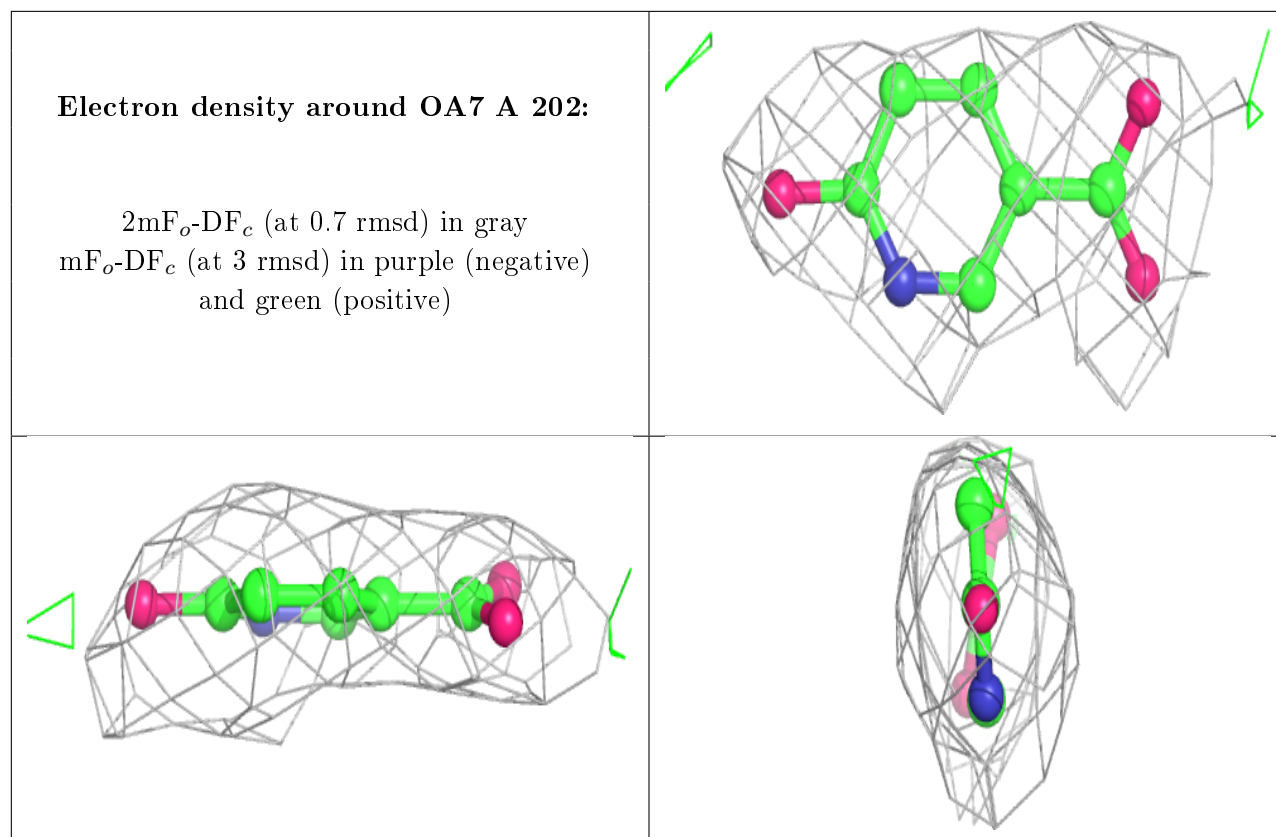 Electron density around OA7 A 202:
2mFo-DFc (at 0.7 rmsd) in gray
mFo-DFc (at 3 rmsd) in purple (negative)
and green (positive)